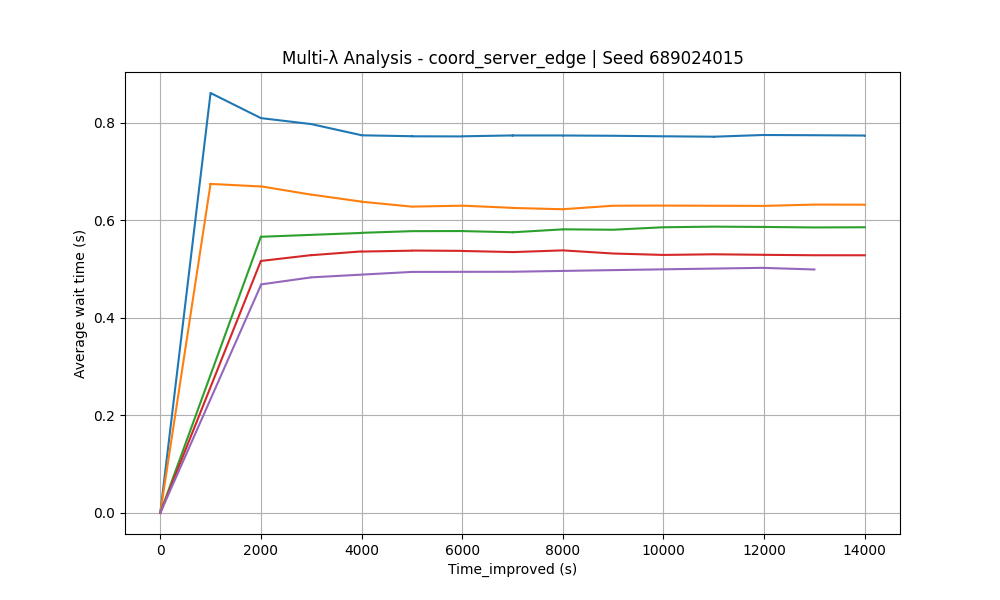 Multi-λ Analysis - coord_server_edge | Seed 689024015
Average wait time (s)
0.8
0.6
0.4
0.2
0.0
0 2000 4000 6000 8000 10000 12000 14000
Time_improved (s)